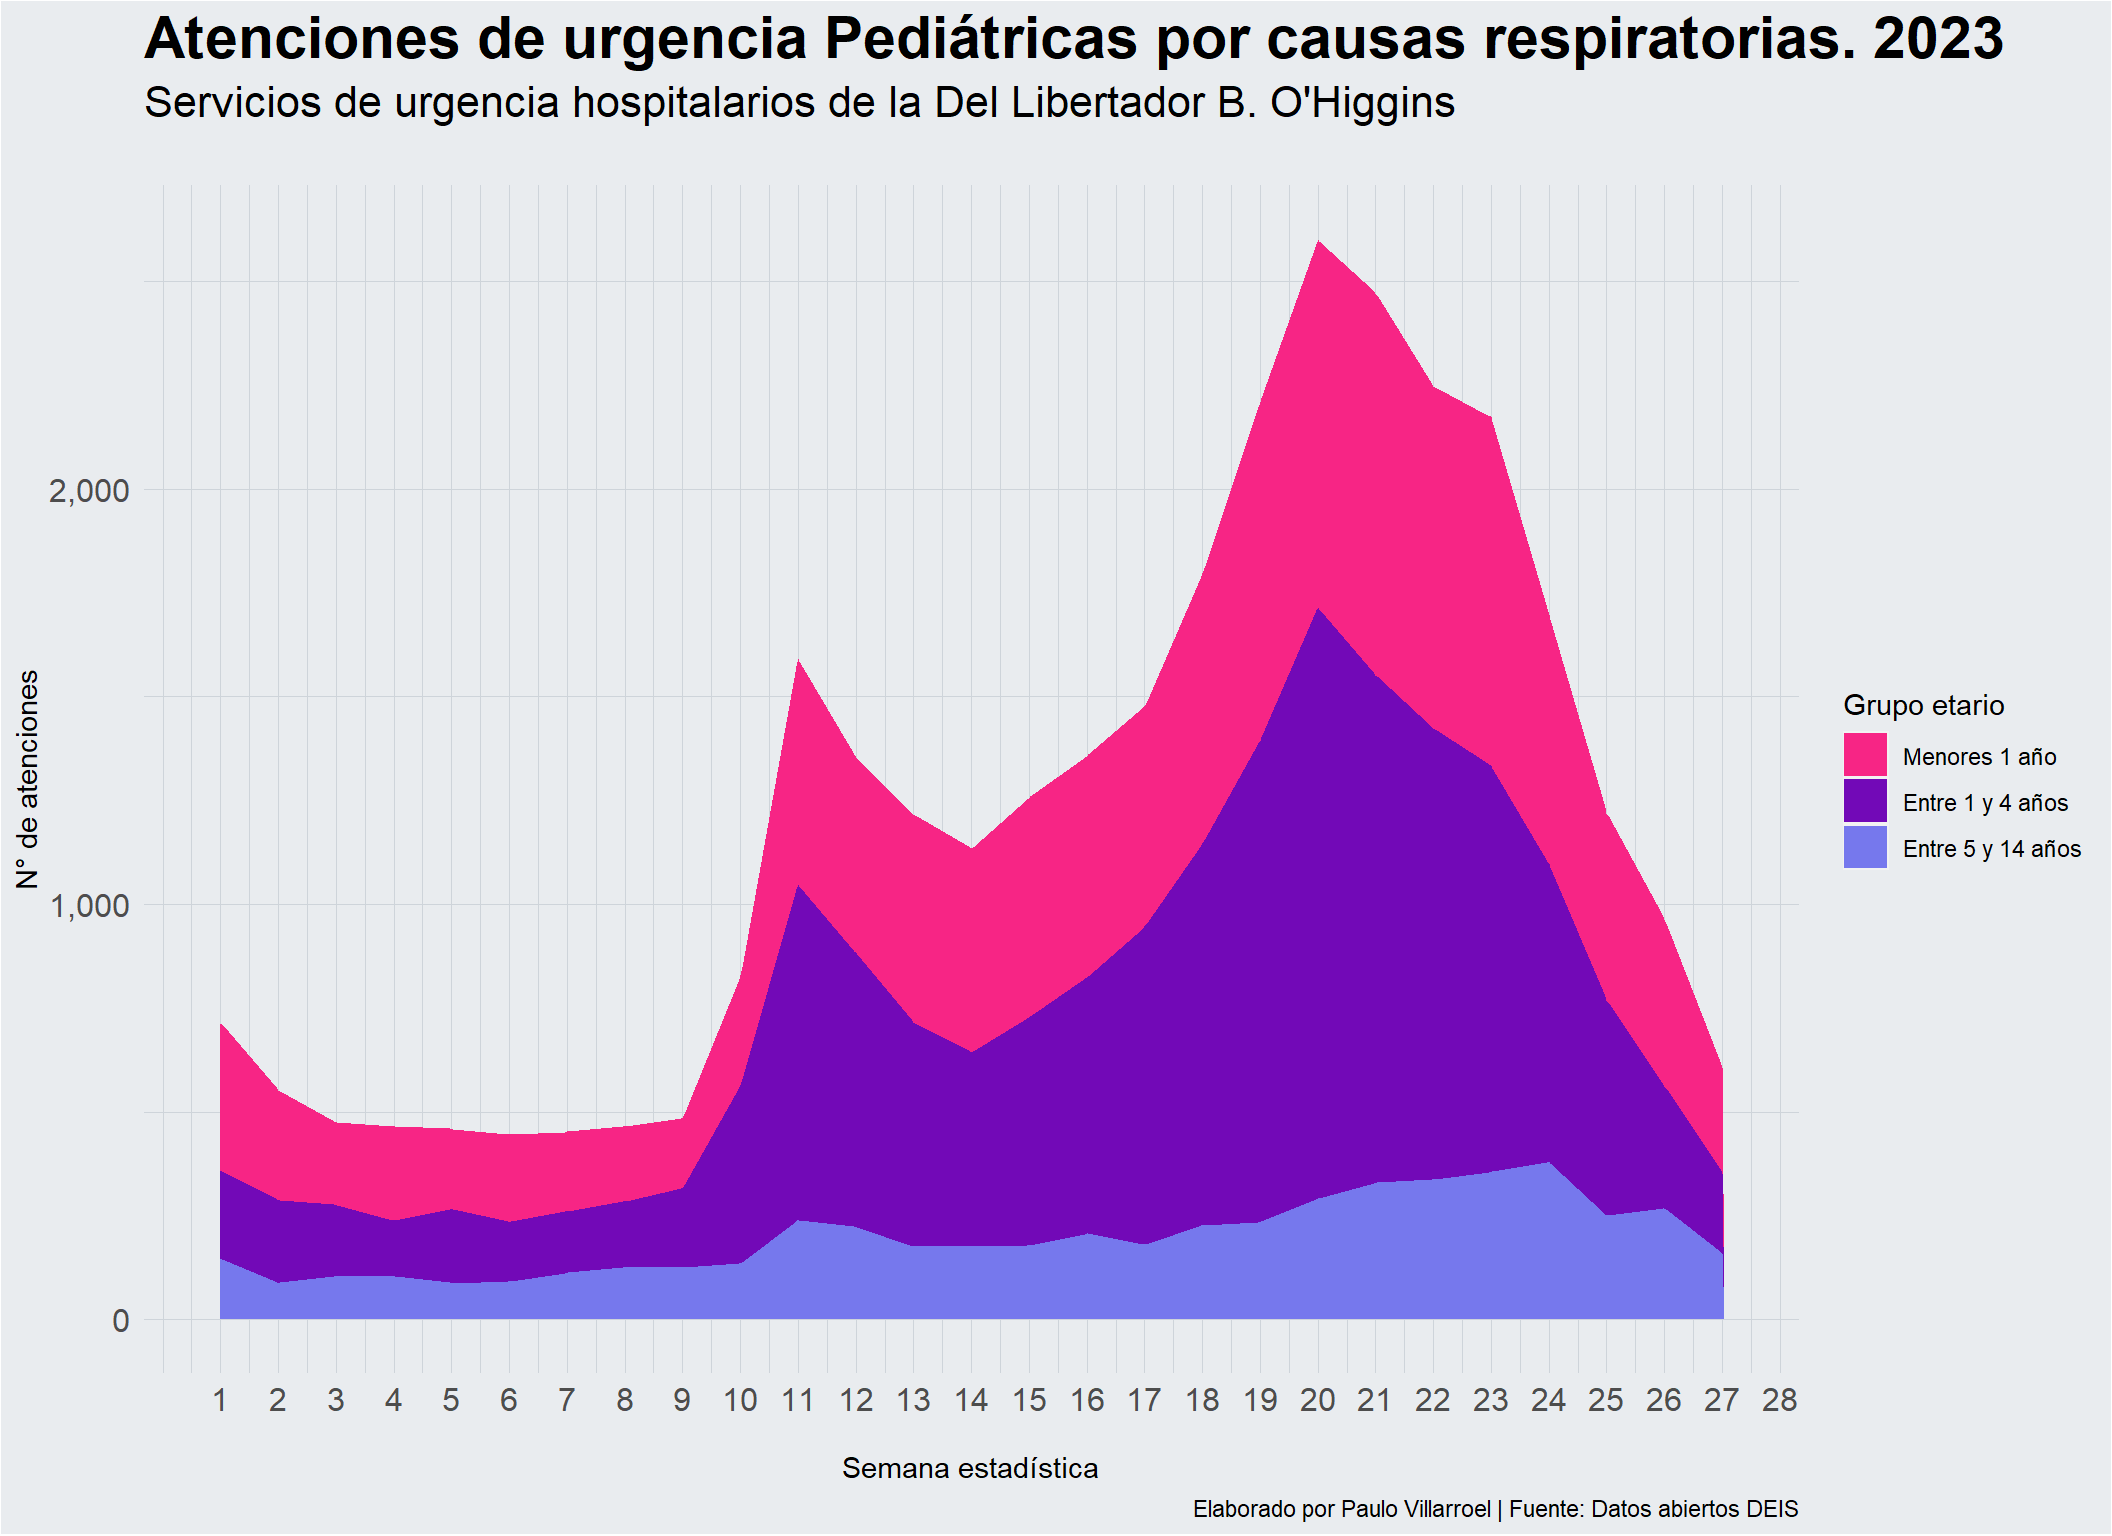 Atenciones de urgencia Pediátricas por causas respiratorias. 2023
Servicios de urgencia hospitalarios de la Del Libertador B. O'Higgins
N° de atenciones
2,000
1,000
0
1 2 3 4 5 6 7 8 9 10 11 12 13 14 15 16 17 18 19 20 21 22 23 24 25 26 27 28
Semana estadística
Grupo etario
Menores 1 año
Entre 1 y 4 años
Entre 5 y 14 años
Elaborado por Paulo Villarroel | Fuente: Datos abiertos DEIS